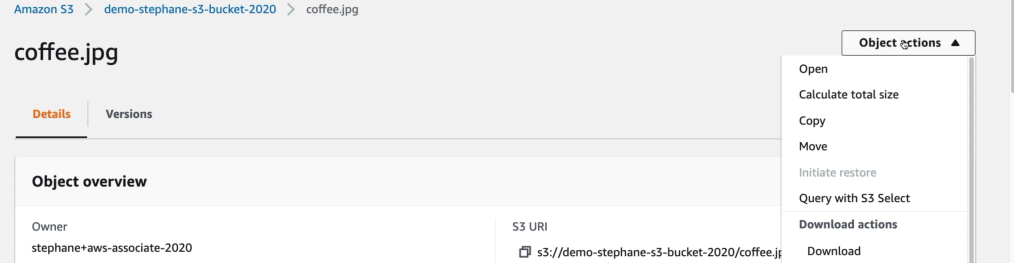 Amazon S3 > demo-stephane-s3-bucket-2020 > coffee.jpg
coffee.jpg
Object actions ▲
Open
Calculate total size
Copy
Move
Initiate restore
Query with S3 Select
Download actions
Download
Details
Versions
Object overview
Owner
stephane+aws-associate-2020
S3 URI
s3://demo-stephane-s3-bucket-2020/coffee.jp